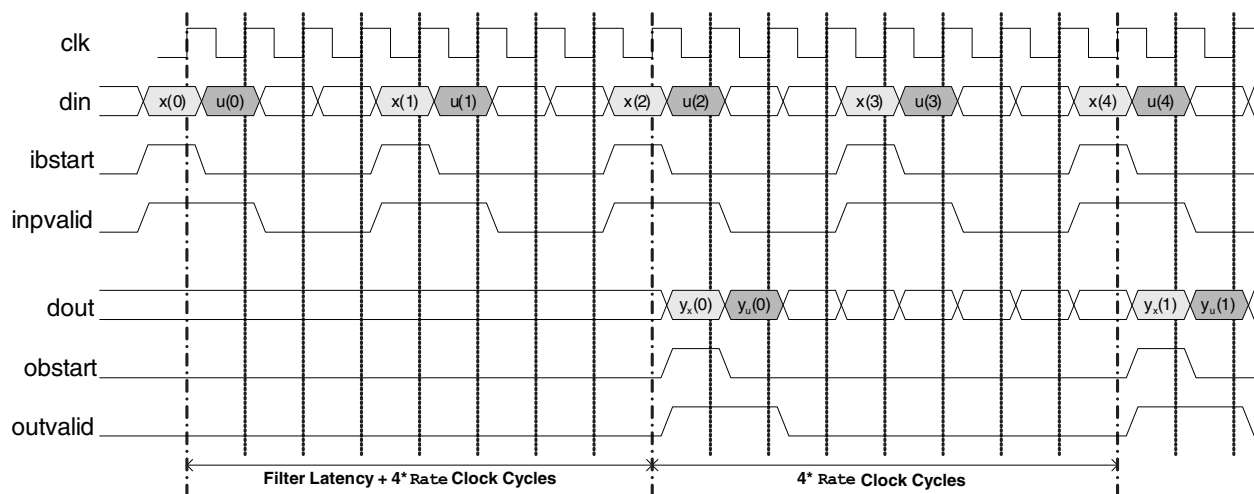 clk
din x(0) u(0) x(1) u(1) x(2) u(2) x(3) u(3) x(4) u(4)
ibstart
inpvalid
dout yₓ(0) yᵤ(0) yₓ(1) yᵤ(1)
obstart
outvalid
Filter Latency + 4* Rate Clock Cycles 4* Rate Clock Cycles